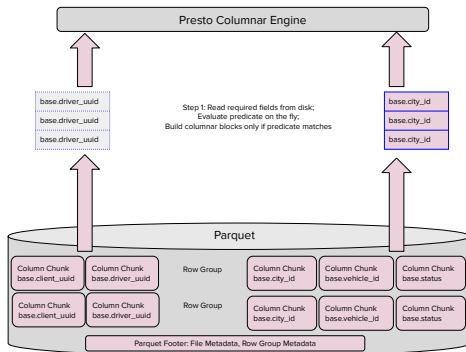 Presto Columnar Engine
base.driver_uuid
base.driver_uuid
base.driver_uuid
Step 1: Read required fields from disk;
Evaluate predicate on the fly;
Build columnar blocks only if predicate matches
base.city_id
base.city_id
base.city_id
Parquet
Column Chunk
base.client_uuid
Column Chunk
base.driver_uuid
Row Group
Column Chunk
base.city_id
Column Chunk
base.vehicle_id
Column Chunk
base.status
Column Chunk
base.client_uuid
Column Chunk
base.driver_uuid
Row Group
Column Chunk
base.city_id
Column Chunk
base.vehicle_id
Column Chunk
base.status
Parquet Footer: File Metadata, Row Group Metadata